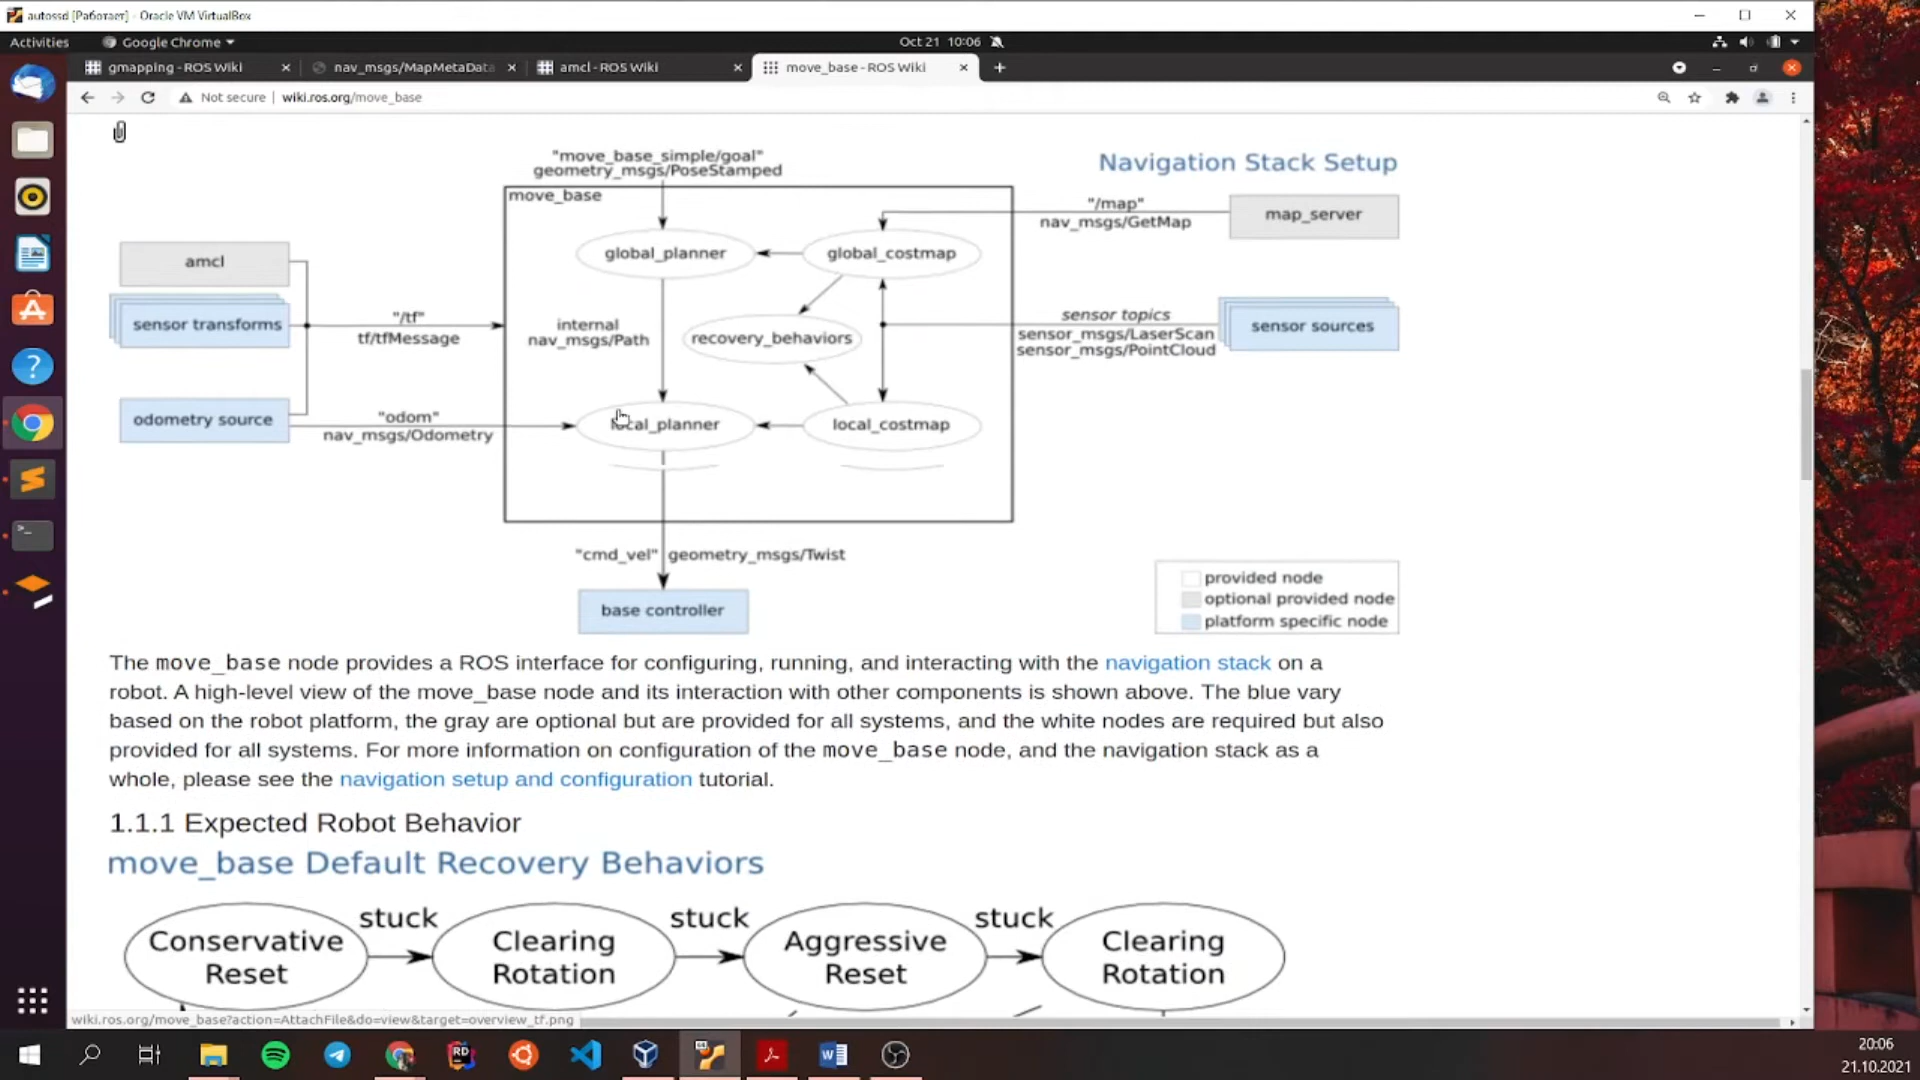 autossd [Работает] - Oracle VM VirtualBox
Activities
Google Chrome
Oct 21 10:06
gmapping - ROS Wiki
nav_msgs/MapMetaData
amcl - ROS Wiki
move_base - ROS Wiki
Not secure
wiki.ros.org/move_base
"move_base_simple/goal"
geometry_msgs/PoseStamped
Navigation Stack Setup
move_base
"/map"
nav_msgs/GetMap
map_server
global_planner
global_costmap
amcl
sensor transforms
"/tf"
tf/tfMessage
internal
nav_msgs/Path
recovery_behaviors
sensor topics
sensor_msgs/LaserScan
sensor_msgs/PointCloud
sensor sources
odometry source
"odom"
nav_msgs/Odometry
local_planner
local_costmap
"cmd_vel" geometry_msgs/Twist
base controller
provided node
optional provided node
platform specific node
The move_base node provides a ROS interface for configuring, running, and interacting with the navigation stack on a
robot. A high-level view of the move_base node and its interaction with other components is shown above. The blue vary
based on the robot platform, the gray are optional but are provided for all systems, and the white nodes are required but also
provided for all systems. For more information on configuration of the move_base node, and the navigation stack as a
whole, please see the navigation setup and configuration tutorial.
1.1.1 Expected Robot Behavior
move_base Default Recovery Behaviors
stuck
stuck
stuck
Conservative
Reset
Clearing
Rotation
Aggressive
Reset
Clearing
Rotation
wiki.ros.org/move_base?action=AttachFile&do=view&target=overview_tf.png
20:06
21.10.2021